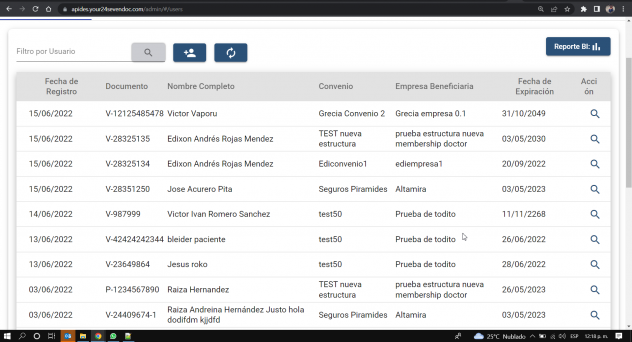 apides.your24sevendoc.com/admin/#/users
Filtro por Usuario
Reporte BI:
Fecha de Registro Documento Nombre Completo Convenio Empresa Beneficiaria Fecha de Expiración Acción
15/06/2022 V-12125485478 Victor Vaporu Grecia Convenio 2 Grecia empresa 0.1 31/10/2049
15/06/2022 V-28325135 Edixon Andrés Rojas Mendez TEST nueva estructura prueba estructura nueva membership doctor 03/05/2030
15/06/2022 V-28325134 Edixon Andrés Rojas Mendez Ediconvenio1 ediempresa1 20/09/2022
15/06/2022 V-28351250 Jose Acurero Pita Seguros Piramides Altamira 03/05/2023
14/06/2022 V-987999 Victor Ivan Romero Sanchez test50 Prueba de todito 11/11/2268
13/06/2022 V-42424242344 bleider paciente test50 Prueba de todito 26/06/2022
13/06/2022 V-23649864 Jesus roko test50 Prueba de todito 28/06/2022
03/06/2022 P-1234567890 Raiza Hernandez TEST nueva estructura prueba estructura nueva membership doctor 26/05/2023
03/06/2022 V-24409674-1 Raiza Andreina Hernández Justo hola dodifdm kjjdfd Seguros Piramides Altamira 03/05/2023
25°C Nublado ESP 12:18 p. m.